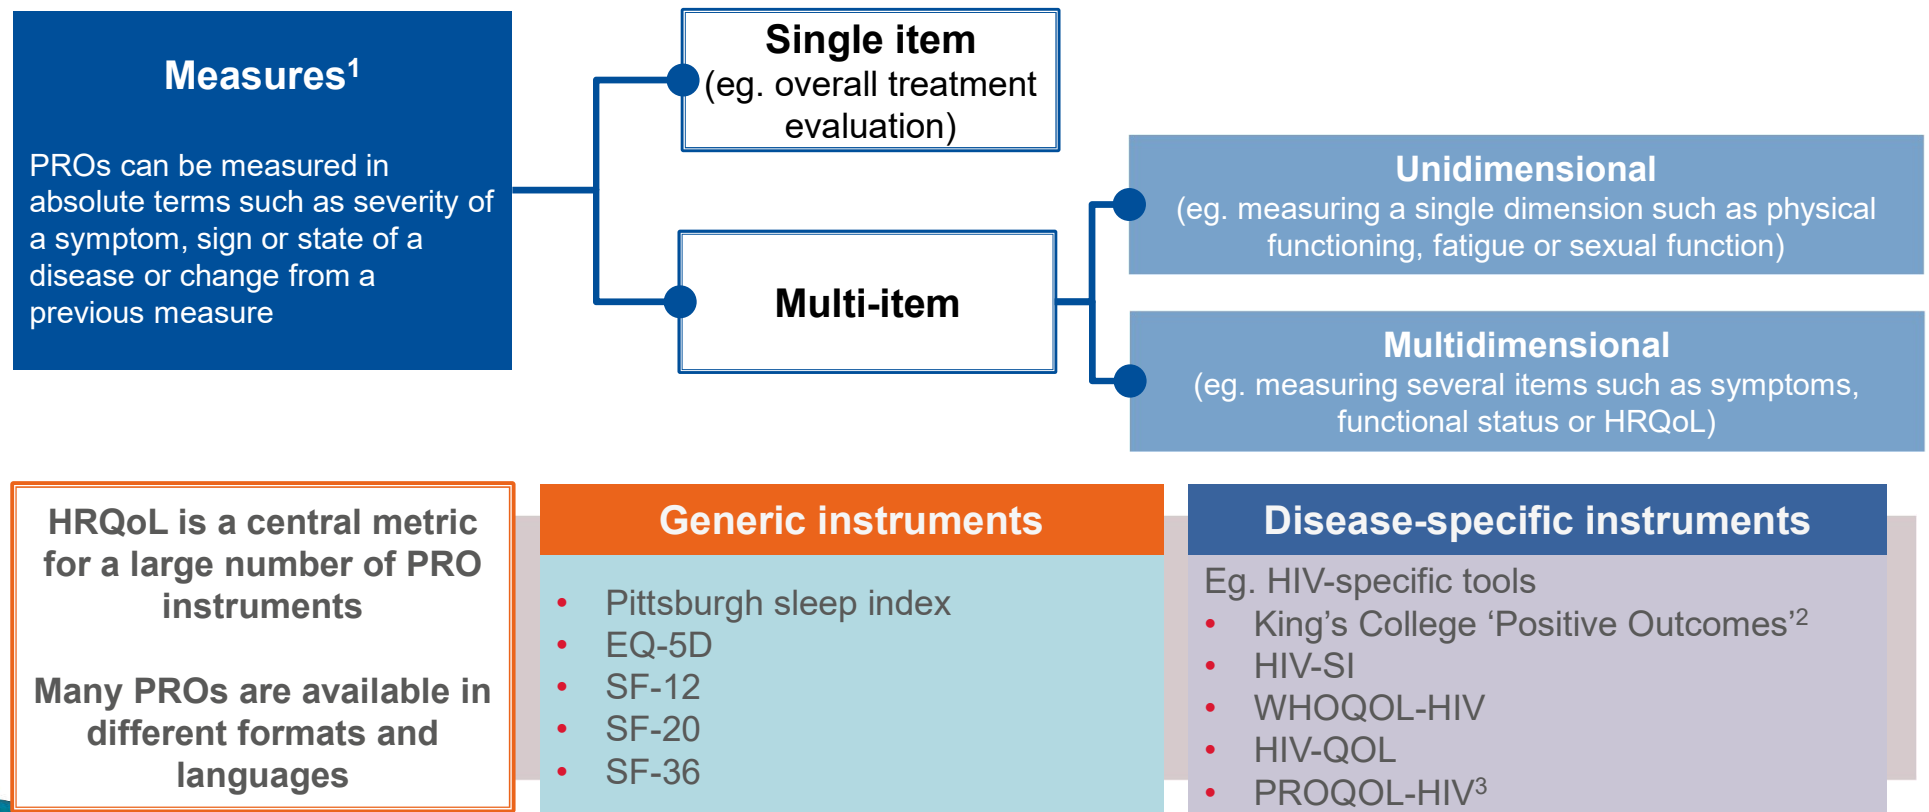 Measures¹
PROs can be measured in
absolute terms such as severity of
a symptom, sign or state of a
disease or change from a
previous measure
Single item
(eg. overall treatment
evaluation)
Multi-item
Unidimensional
(eg. measuring a single dimension such as physical
functioning, fatigue or sexual function)
Multidimensional
(eg. measuring several items such as symptoms,
functional status or HRQoL)
HRQoL is a central metric
for a large number of PRO
instruments
Many PROs are available in
different formats and
languages
Generic instruments
• Pittsburgh sleep index
• EQ-5D
• SF-12
• SF-20
• SF-36
Disease-specific instruments
Eg. HIV-specific tools
• King’s College ‘Positive Outcomes’²
• HIV-SI
• WHOQOL-HIV
• HIV-QOL
• PROQOL-HIV³